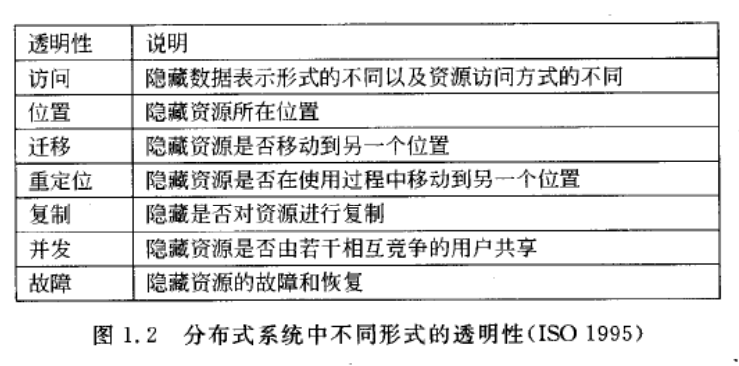 透明性 说明
访问 隐藏数据表示形式的不同以及资源访问方式的不同
位置 隐藏资源所在位置
迁移 隐藏资源是否移动到另一个位置
重定位 隐藏资源是否在使用过程中移动到另一个位置
复制 隐藏是否对资源进行复制
并发 隐藏资源是否由若干相互竞争的用户共享
故障 隐藏资源的故障和恢复
图 1.2 分布式系统中不同形式的透明性(ISO 1995)